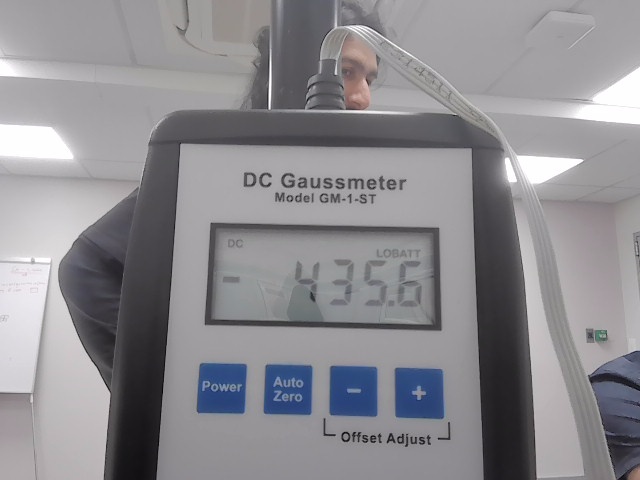 DC Gaussmeter
Model GM-1-ST
DC
LOBATT
- 435.6
Power
Auto
Zero
-
+
Offset Adjust